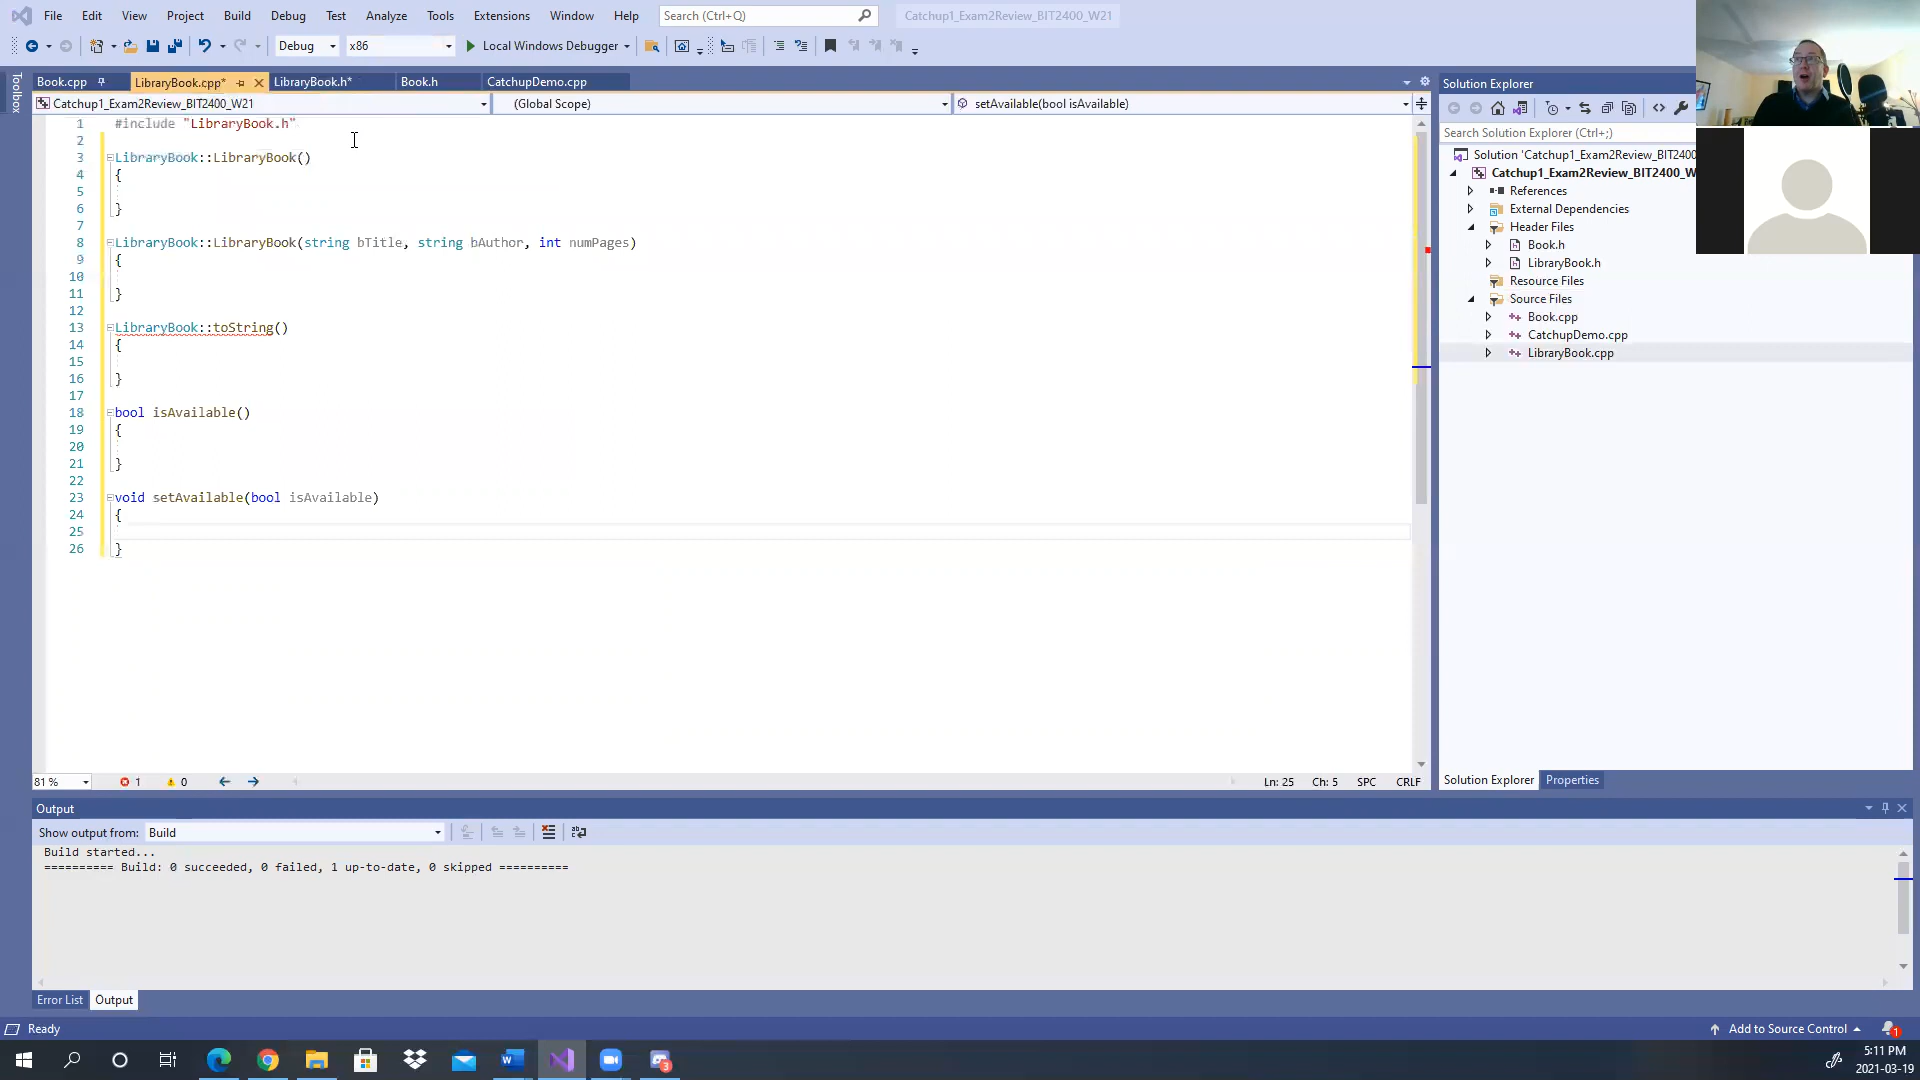 File Edit View Project Build Debug Test Analyze Tools Extensions Window Help Search (Ctrl+Q) Catchup1_Exam2Review_BIT2400_W21
Debug x86 Local Windows Debugger
Toolbox
Book.cpp LibraryBook.cpp* LibraryBook.h* Book.h CatchupDemo.cpp
Catchup1_Exam2Review_BIT2400_W21 (Global Scope) setAvailable(bool isAvailable)
1 #include "LibraryBook.h"
2
3 LibraryBook::LibraryBook()
4 {
5
6 }
7
8 LibraryBook::LibraryBook(string bTitle, string bAuthor, int numPages)
9 {
10
11 }
12
13 LibraryBook::toString()
14 {
15
16 }
17
18 bool isAvailable()
19 {
20
21 }
22
23 void setAvailable(bool isAvailable)
24 {
25
26 }
81 % 1 0 Ln: 25 Ch: 5 SPC CRLF
Solution Explorer
Search Solution Explorer (Ctrl+;)
Solution 'Catchup1_Exam2Review_BIT2400
Catchup1_Exam2Review_BIT2400_W
References
External Dependencies
Header Files
Book.h
LibraryBook.h
Resource Files
Source Files
Book.cpp
CatchupDemo.cpp
LibraryBook.cpp
Solution Explorer Properties
Output
Show output from: Build
Build started...
========== Build: 0 succeeded, 0 failed, 1 up-to-date, 0 skipped ==========
Error List Output
Ready Add to Source Control 1
3
5:11 PM
2021-03-19